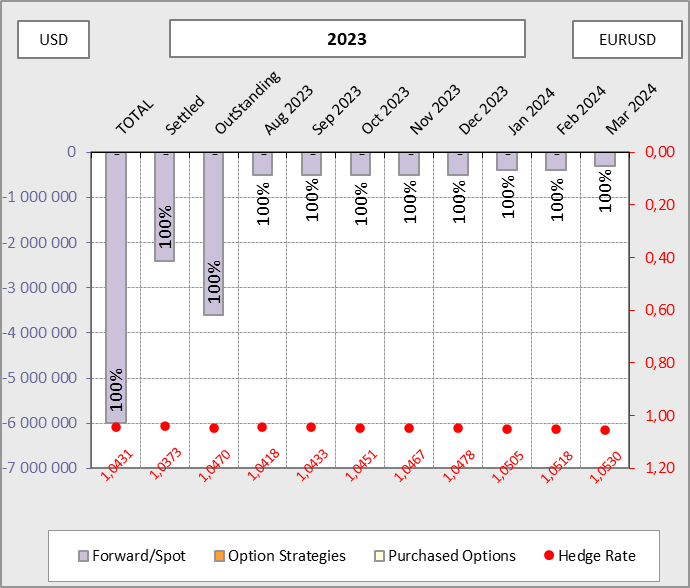 USD
2023
EURUSD
TOTAL
Settled
OutStanding
Aug 2023
Sep 2023
Oct 2023
Nov 2023
Dec 2023
Jan 2024
Feb 2024
Mar 2024
0
-1 000 000
-2 000 000
-3 000 000
-4 000 000
-5 000 000
-6 000 000
-7 000 000
100%
100%
100%
100%
100%
100%
100%
100%
100%
100%
100%
0,00
0,20
0,40
0,60
0,80
1,00
1,20
1,0431
1,0373
1,0470
1,0418
1,0433
1,0451
1,0467
1,0478
1,0505
1,0518
1,0530
Forward/Spot
Option Strategies
Purchased Options
Hedge Rate